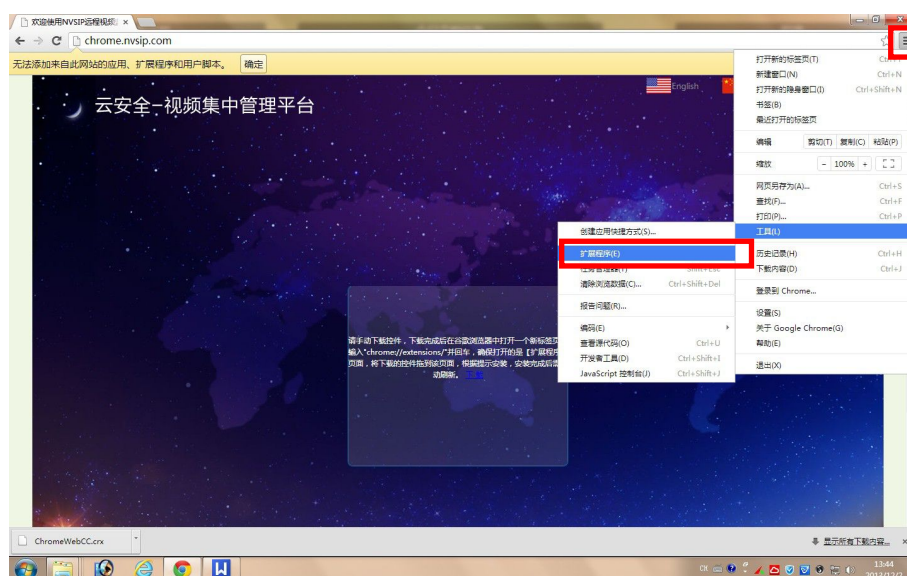 欢迎使用NVSIP远程视频
chrome.nvsip.com
无法添加来自此网站的应用、扩展程序和用户脚本。 确定
云安全-视频集中管理平台
English
打开新的标签页(T)
新建窗口(N) Ctrl+N
打开新的隐身窗口(I) Ctrl+Shift+N
书签(B)
最近打开的标签页
编辑 剪切(T) 复制(C) 粘贴(P)
缩放 - 100% +
网页另存为(A)... Ctrl+S
查找(F)... Ctrl+F
打印(P)... Ctrl+P
工具(L)
历史记录(H) Ctrl+H
下载内容(D) Ctrl+J
登录到 Chrome...
设置(S)
关于 Google Chrome(G)
帮助(E)
退出(X)
创建应用快捷方式(S)...
扩展程序(E)
任务管理器(T) Shift+Esc
清除浏览数据(C)... Ctrl+Shift+Del
报告问题(R)...
编码(E)
查看源代码(O) Ctrl+U
开发者工具(D) Ctrl+Shift+I
JavaScript 控制台(J) Ctrl+Shift+J
请手动下载控件，下载完成后在谷歌浏览器中打开一个新标签页
输入"chrome://extensions/"并回车，确保打开的是【扩展程序
页面，将下载的控件拖到该页面，根据提示安装，安装完成后需
动刷新。
ChromeWebCC.crx
显示所有下载内容...
CH
13:44